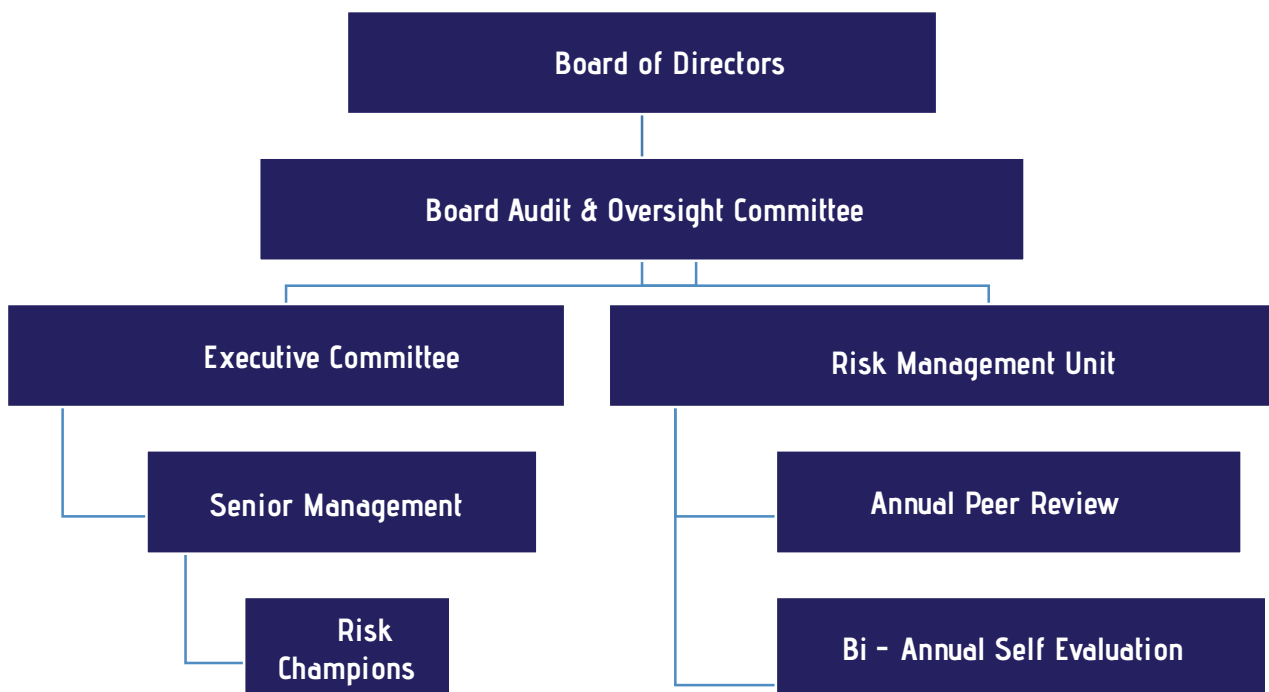 Board of Directors
Board Audit & Oversight Committee
Executive Committee
Risk Management Unit
Senior Management
Annual Peer Review
Risk
Champions
Bi - Annual Self Evaluation